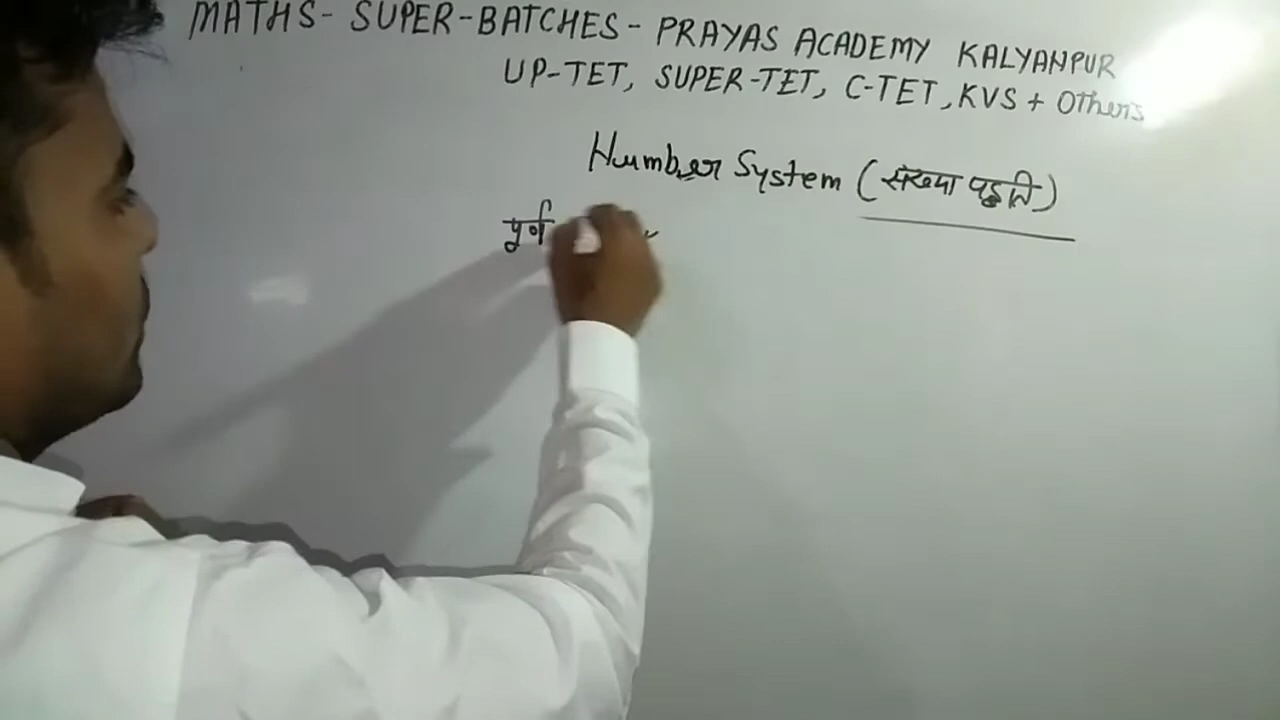 MATHS- SUPER-BATCHES- PRAYAS ACADEMY KALYANPUR
UP-TET, SUPER-TET, C-TET, KVS + Others
Number System (संख्या पद्धति)
पूर्ण